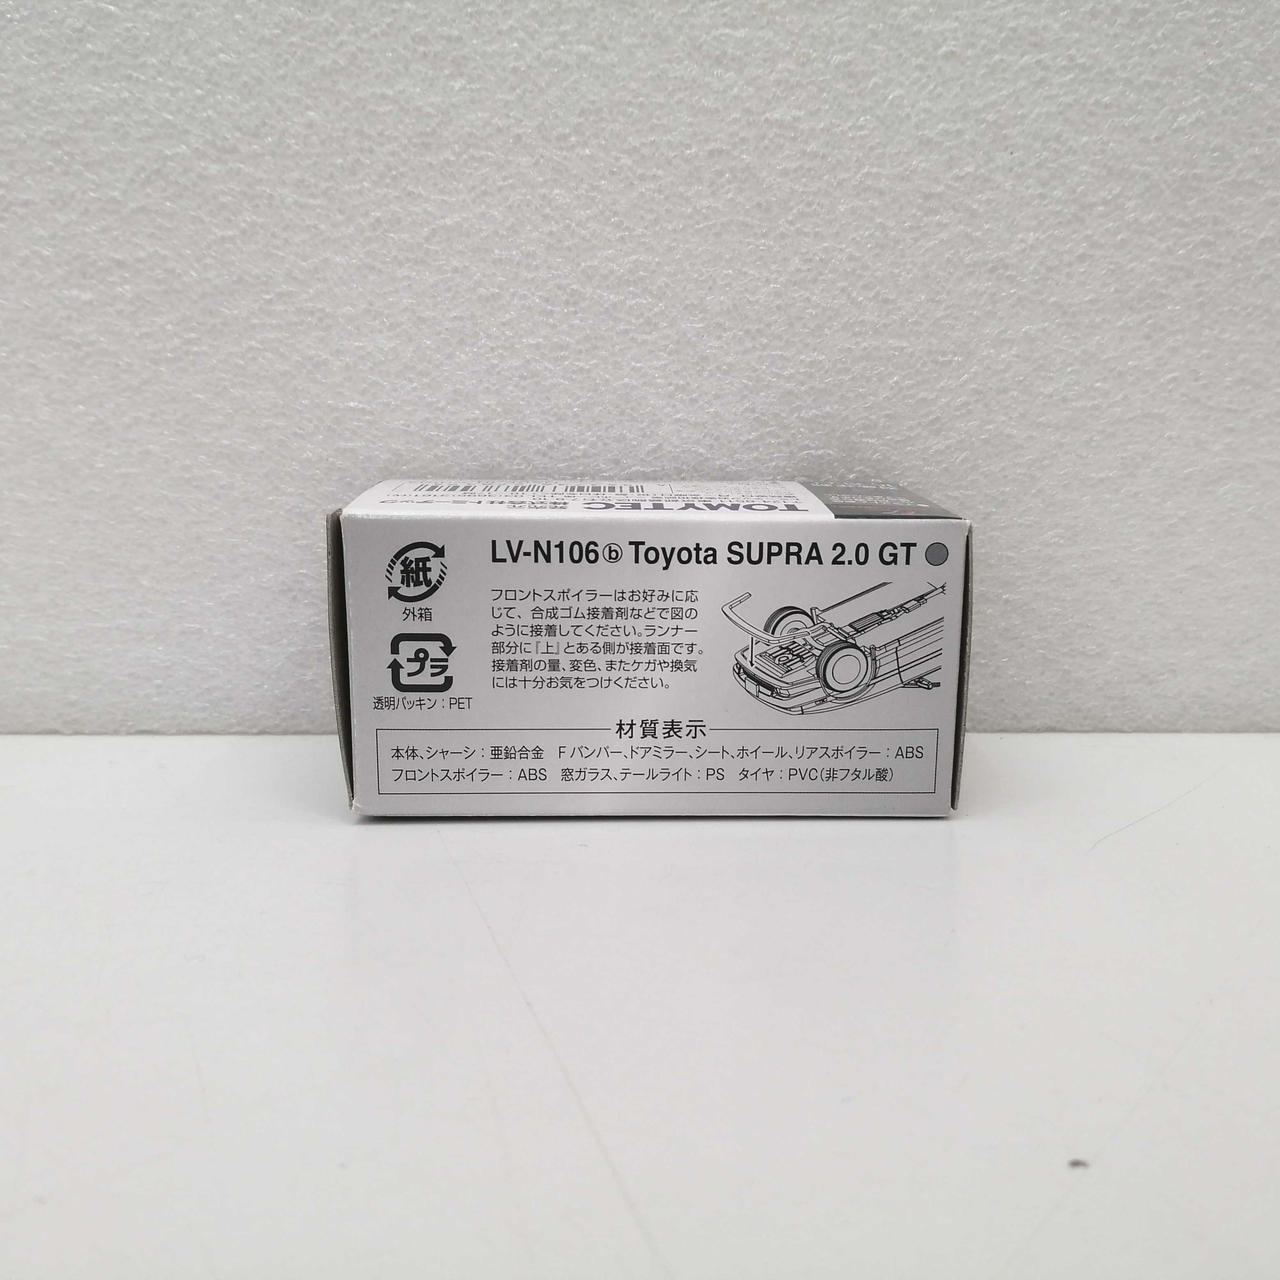 TOMYTEC
LV-N106ⓑ Toyota SUPRA 2.0 GT
紙
外箱
プラ
透明パッキン：PET
フロントスポイラーはお好みに応
じて、合成ゴム接着剤などで図の
ように接着してください。ランナー
部分に『上』とある側が接着面です。
接着剤の量、変色、またケガや換気
には十分お気をつけください。
材質表示
本体、シャーシ：亜鉛合金　Fバンパー、ドアミラー、シート、ホイール、リアスポイラー：ABS
フロントスポイラー：ABS　窓ガラス、テールライト：PS　タイヤ：PVC（非フタル酸）